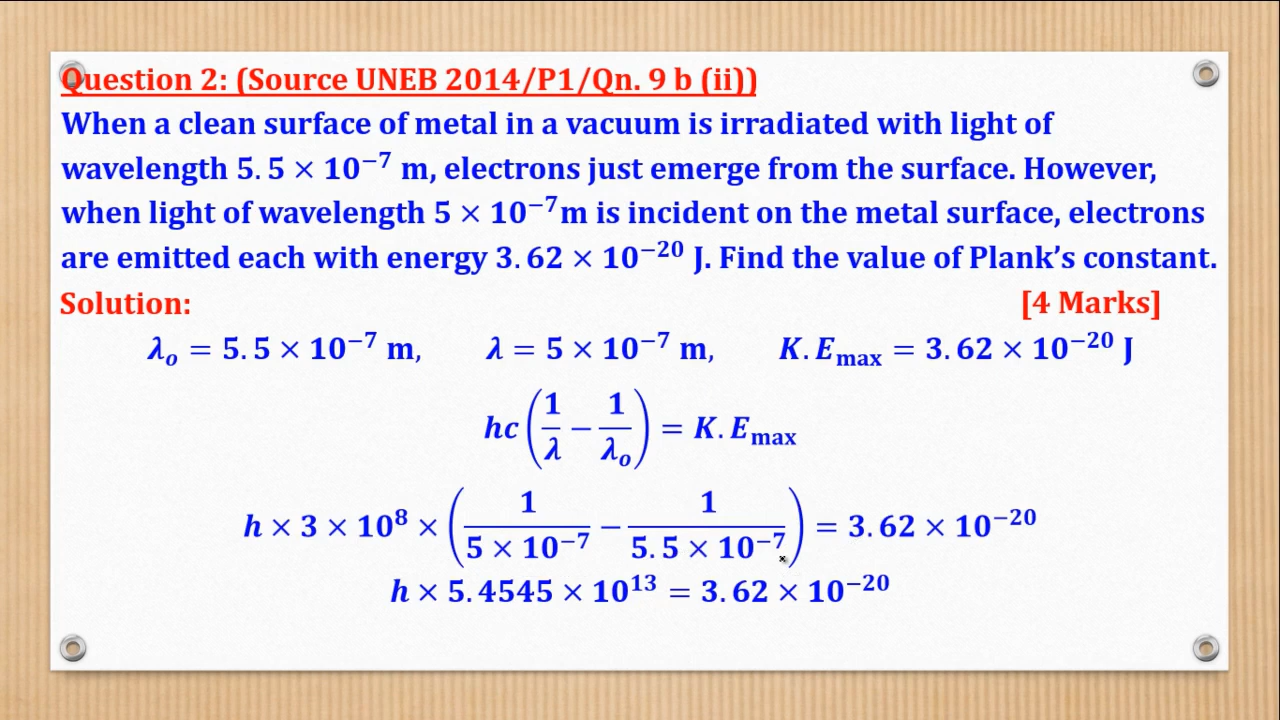 Question 2: (Source UNEB 2014/P1/Qn. 9 b (ii))
When a clean surface of metal in a vacuum is irradiated with light of
wavelength 5.5 × 10⁻⁷ m, electrons just emerge from the surface. However,
when light of wavelength 5 × 10⁻⁷m is incident on the metal surface, electrons
are emitted each with energy 3.62 × 10⁻²⁰ J. Find the value of Plank's constant.
Solution: [4 Marks]
λₒ = 5.5 × 10⁻⁷ m, λ = 5 × 10⁻⁷ m, K.Eₘₐₓ = 3.62 × 10⁻²⁰ J
hc(1/λ − 1/λₒ) = K.Eₘₐₓ
h × 3 × 10⁸ × (1/(5 × 10⁻⁷) − 1/(5.5 × 10⁻⁷)) = 3.62 × 10⁻²⁰
h × 5.4545 × 10¹³ = 3.62 × 10⁻²⁰